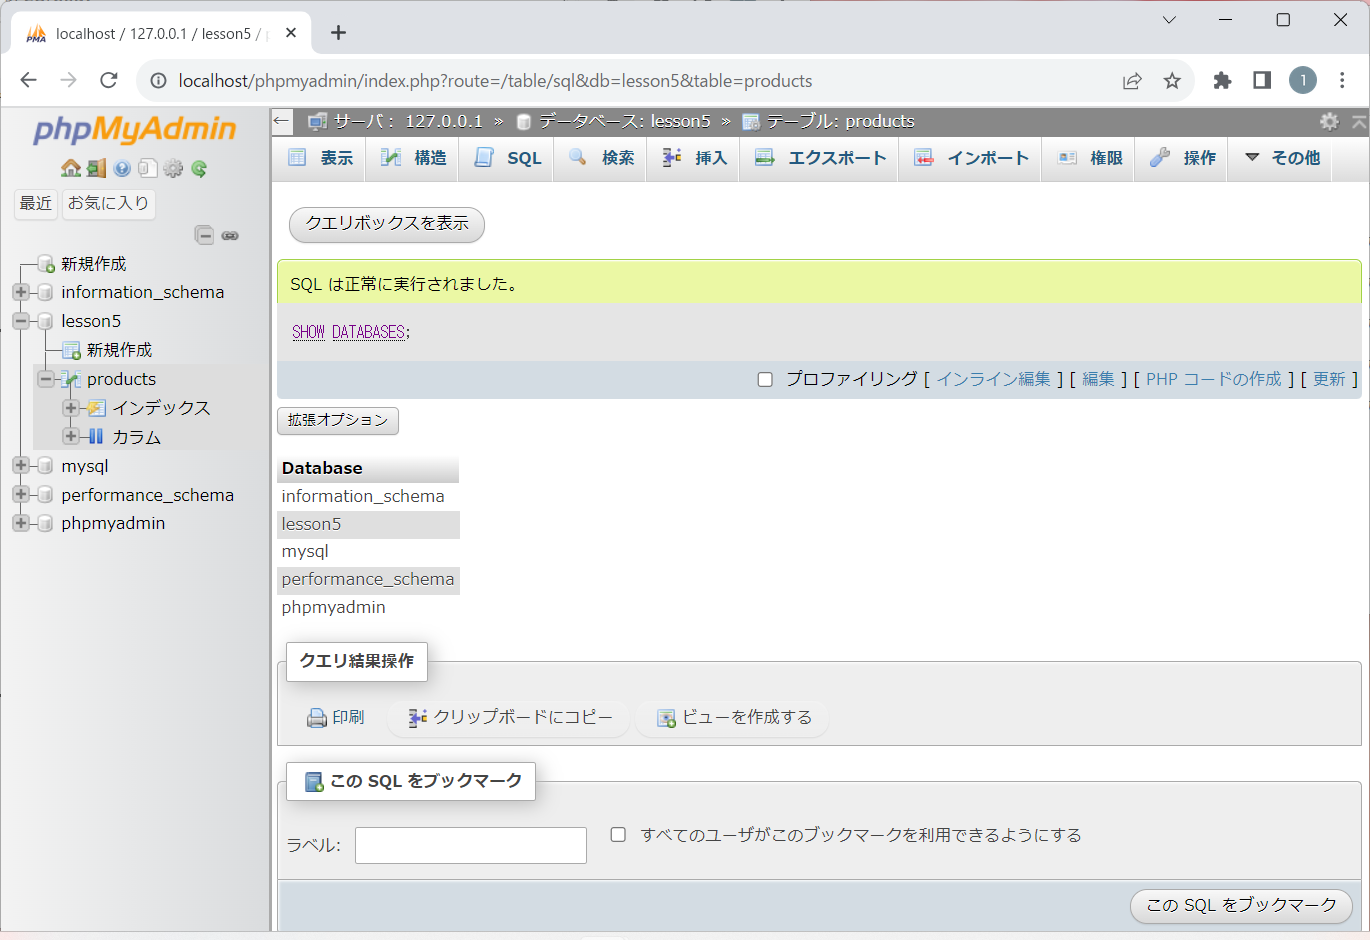 localhost / 127.0.0.1 / lesson5 /
localhost/phpmyadmin/index.php?route=/table/sql&db=lesson5&table=products
1
phpMyAdmin
最近
お気に入り
新規作成
information_schema
lesson5
新規作成
products
インデックス
カラム
mysql
performance_schema
phpmyadmin
サーバ: 127.0.0.1 » データベース: lesson5 » テーブル: products
表示 構造 SQL 検索 挿入 エクスポート インポート 権限 操作 その他
クエリボックスを表示
SQL は正常に実行されました。
SHOW DATABASES;
プロファイリング [ インライン編集 ] [ 編集 ] [ PHP コードの作成 ] [ 更新 ]
拡張オプション
Database
information_schema
lesson5
mysql
performance_schema
phpmyadmin
クエリ結果操作
印刷 クリップボードにコピー ビューを作成する
この SQL をブックマーク
ラベル: すべてのユーザがこのブックマークを利用できるようにする
この SQL をブックマーク